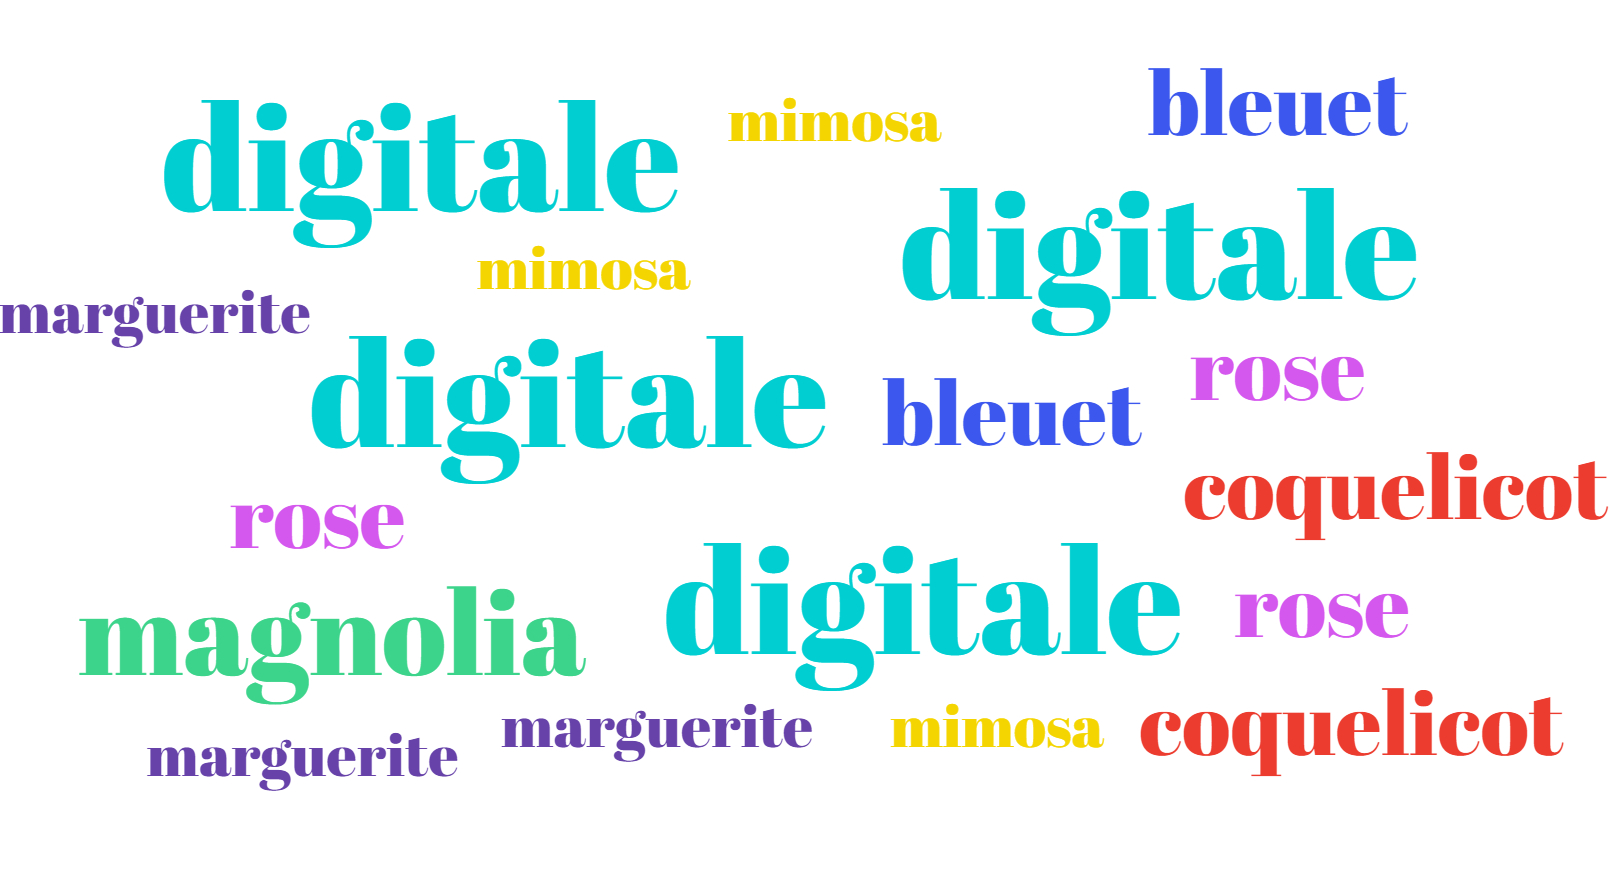 bleuet
digitale
mimosa
digitale
mimosa
marguerite
digitale
rose
bleuet
coquelicot
rose
digitale
rose
magnolia
marguerite
mimosa
coquelicot
marguerite